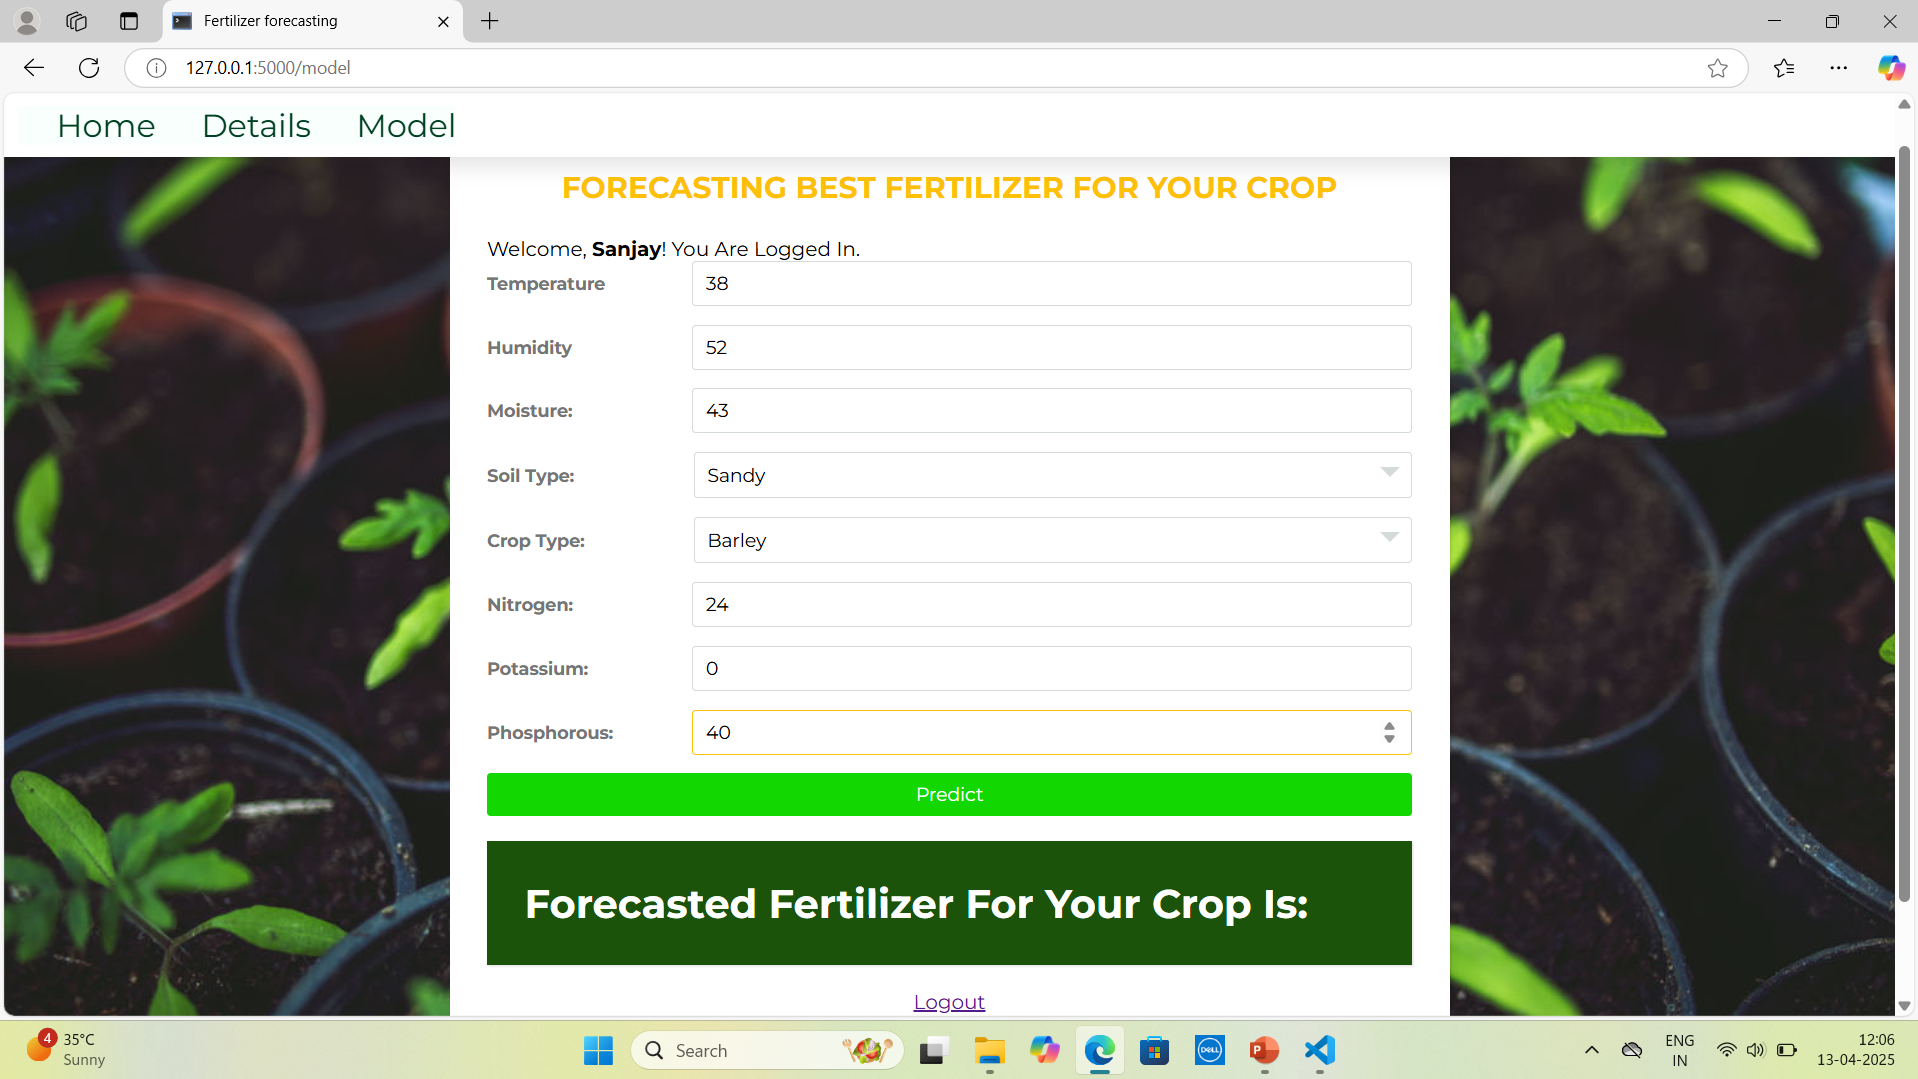 Fertilizer forecasting
127.0.0.1:5000/model
Home Details Model
FORECASTING BEST FERTILIZER FOR YOUR CROP
Welcome, Sanjay! You Are Logged In.
Temperature 38
Humidity 52
Moisture: 43
Soil Type: Sandy
Crop Type: Barley
Nitrogen: 24
Potassium: 0
Phosphorous: 40
Predict
Forecasted Fertilizer For Your Crop Is:
Logout
4 35°C
Sunny
Search
DELL
P
ENG
IN
12:06
13-04-2025